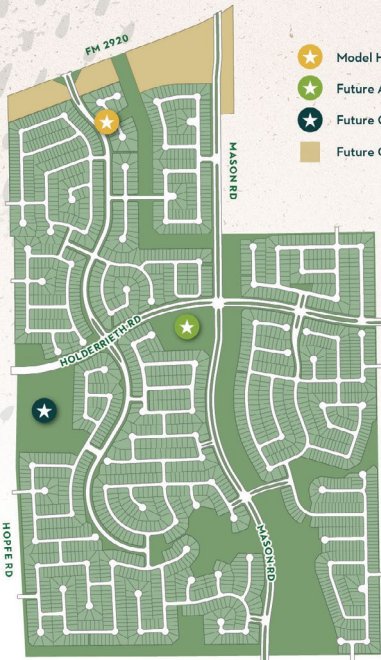 FM 2920
Model H
Future A
Future C
Future C
MASON RD
HOLDERRIETH RD
HOPFE RD
MASON RD